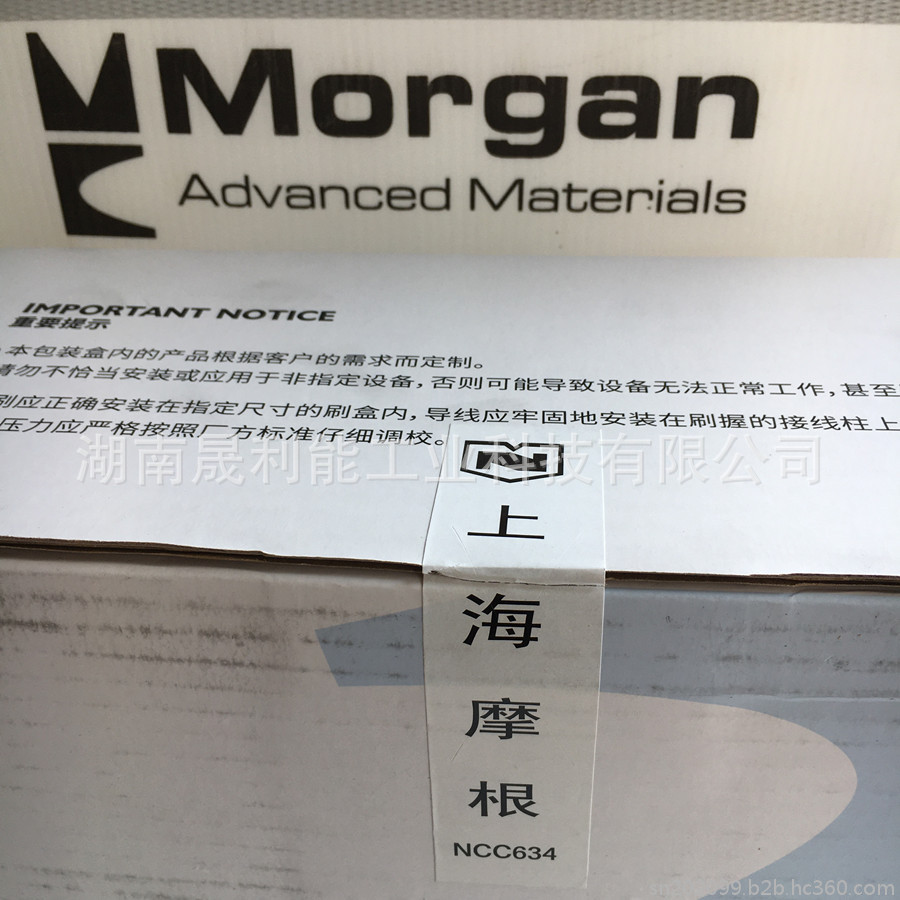 Morgan
Advanced Materials
IMPORTANT NOTICE
重要提示
本包装盒内的产品根据客户的需求而定制。
请勿不恰当安装或应用于非指定设备，否则可能导致设备无法正常工作，甚至
刷应正确安装在指定尺寸的刷盒内，导线应牢固地安装在刷握的接线柱上
压力应严格按照厂方标准仔细调校。
湖南晟利能工业科技有限公司
上
海
摩
根
NCC634